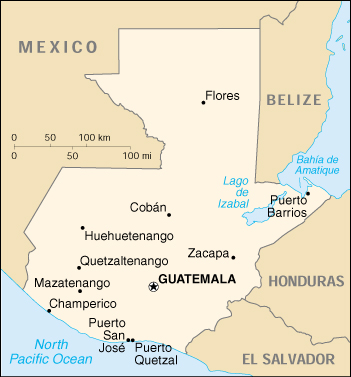 MEXICO
Flores
BELIZE
0 50 100 km
0 50 100 mi
Bahía de
Amatique
Lago de
Izabal
Puerto
Barrios
Cobán
Huehuetenango
Zacapa
Quetzaltenango
GUATEMALA
Mazatenango
HONDURAS
Champerico
Puerto
San
José
Puerto
Quetzal
North
Pacific Ocean
EL SALVADOR